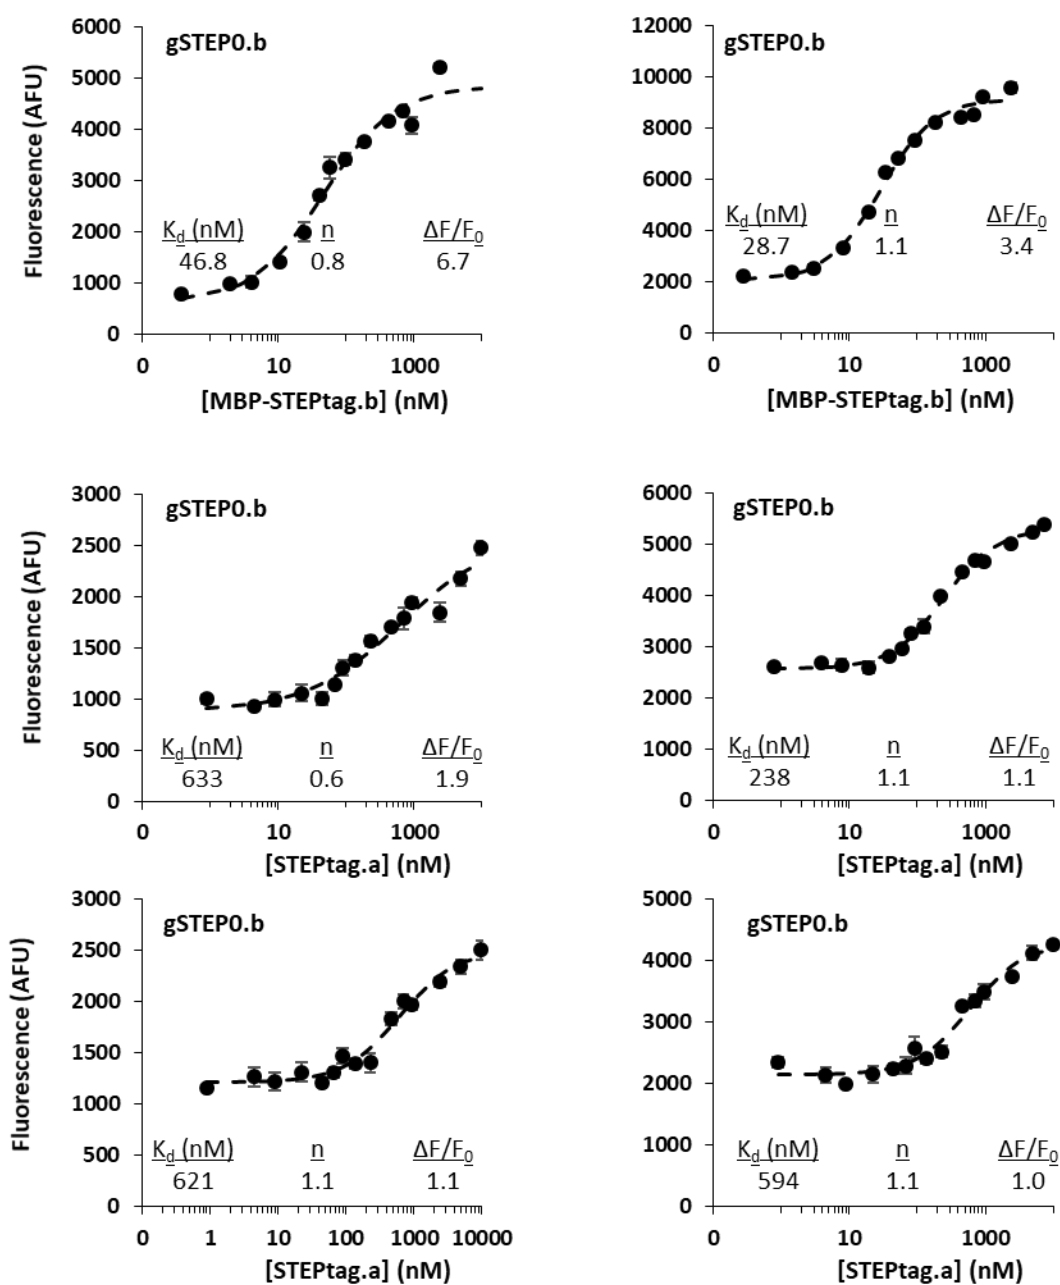 gSTEP0.b
Fluorescence (AFU)
6000
5000
4000
3000
2000
1000
0
Kd (nM) n ΔF/F0
46.8 0.8 6.7
0 10 1000
[MBP-STEPtag.b] (nM)
gSTEP0.b
12000
10000
8000
6000
4000
2000
0
Kd (nM) n ΔF/F0
28.7 1.1 3.4
0 10 1000
[MBP-STEPtag.b] (nM)
gSTEP0.b
Fluorescence (AFU)
3000
2500
2000
1500
1000
500
0
Kd (nM) n ΔF/F0
633 0.6 1.9
0 10 1000
[STEPtag.a] (nM)
gSTEP0.b
6000
5000
4000
3000
2000
1000
0
Kd (nM) n ΔF/F0
238 1.1 1.1
0 10 1000
[STEPtag.a] (nM)
gSTEP0.b
Fluorescence (AFU)
3000
2500
2000
1500
1000
500
0
Kd (nM) n ΔF/F0
621 1.1 1.1
0 1 10 100 1000 10000
[STEPtag.a] (nM)
gSTEP0.b
5000
4000
3000
2000
1000
0
Kd (nM) n ΔF/F0
594 1.1 1.0
0 10 1000
[STEPtag.a] (nM)